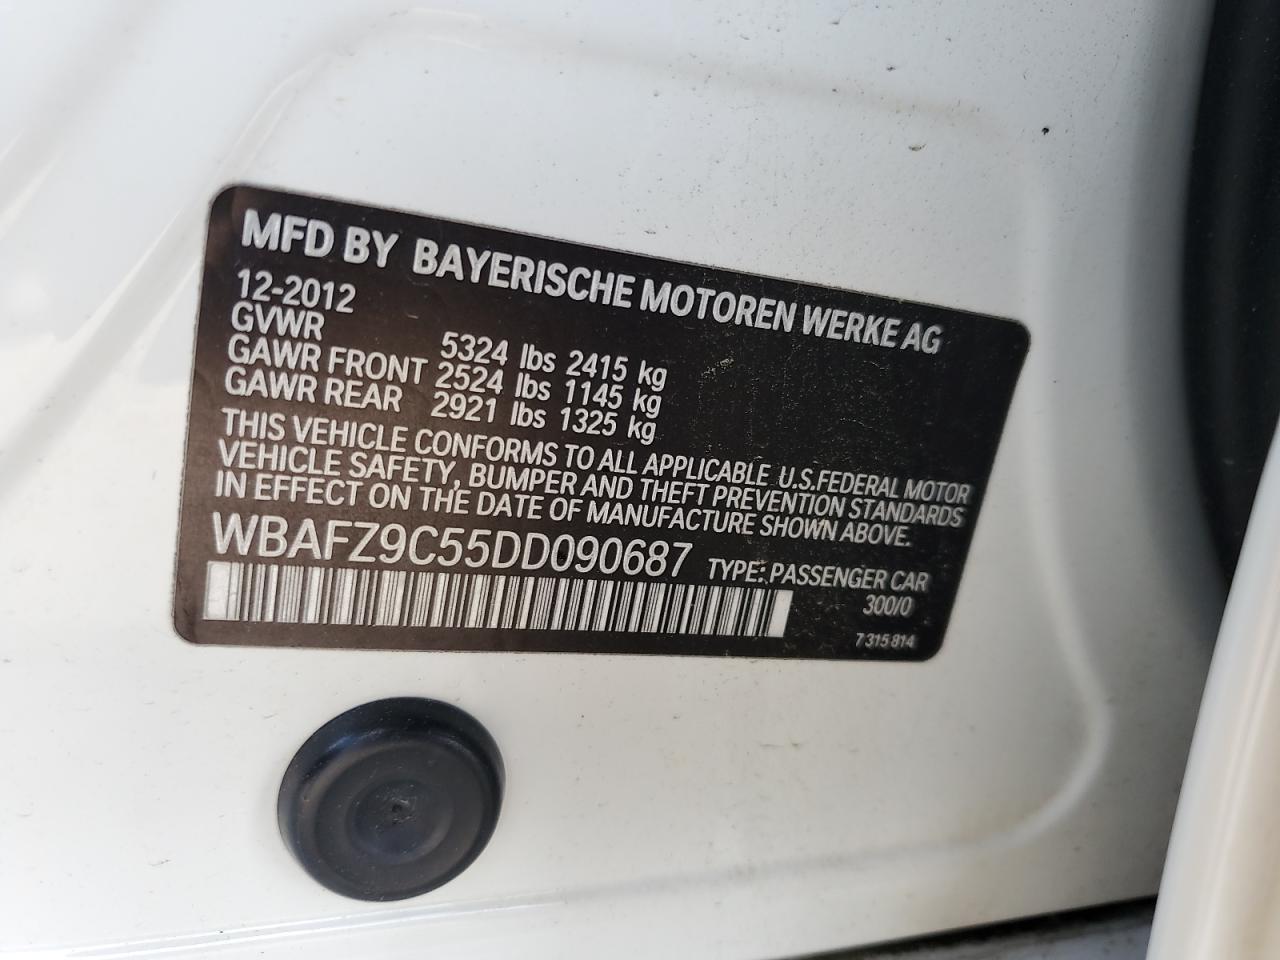 MFD BY BAYERISCHE MOTOREN WERKE AG
12-2012
GVWR 5324 lbs 2415 kg
GAWR FRONT 2524 lbs 1145 kg
GAWR REAR 2921 lbs 1325 kg
THIS VEHICLE CONFORMS TO ALL APPLICABLE U.S.FEDERAL MOTOR
VEHICLE SAFETY, BUMPER AND THEFT PREVENTION STANDARDS
IN EFFECT ON THE DATE OF MANUFACTURE SHOWN ABOVE.
WBAFZ9C55DD090687 TYPE: PASSENGER CAR
300/0
7 315 814